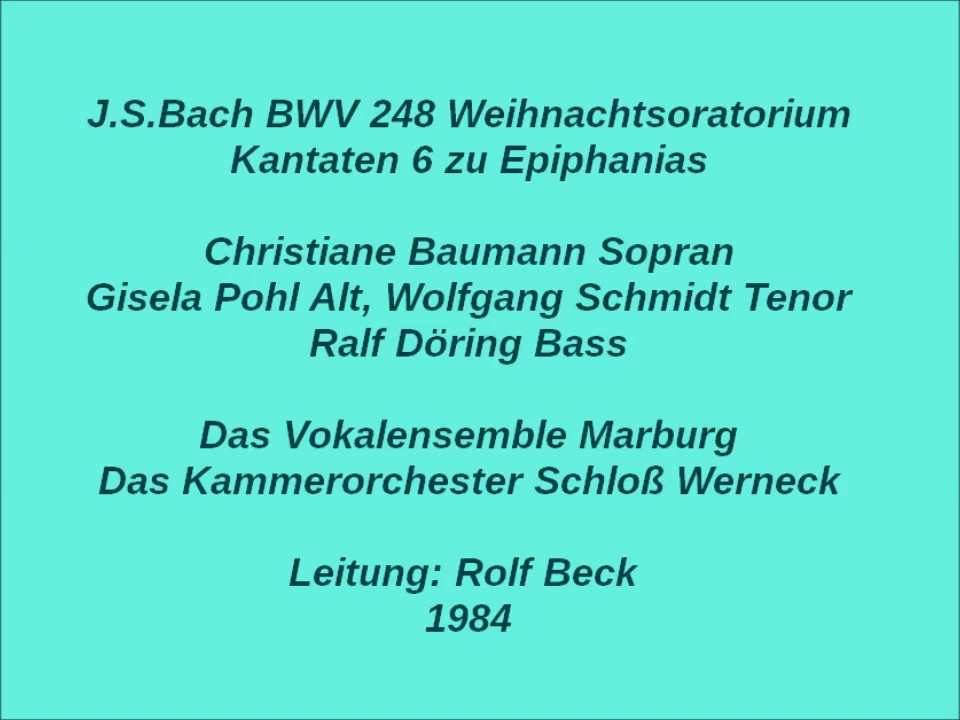 J.S.Bach BWV 248 Weihnachtsoratorium
Kantaten 6 zu Epiphanias
Christiane Baumann Sopran
Gisela Pohl Alt, Wolfgang Schmidt Tenor
Ralf Döring Bass
Das Vokalensemble Marburg
Das Kammerorchester Schloß Werneck
Leitung: Rolf Beck
1984